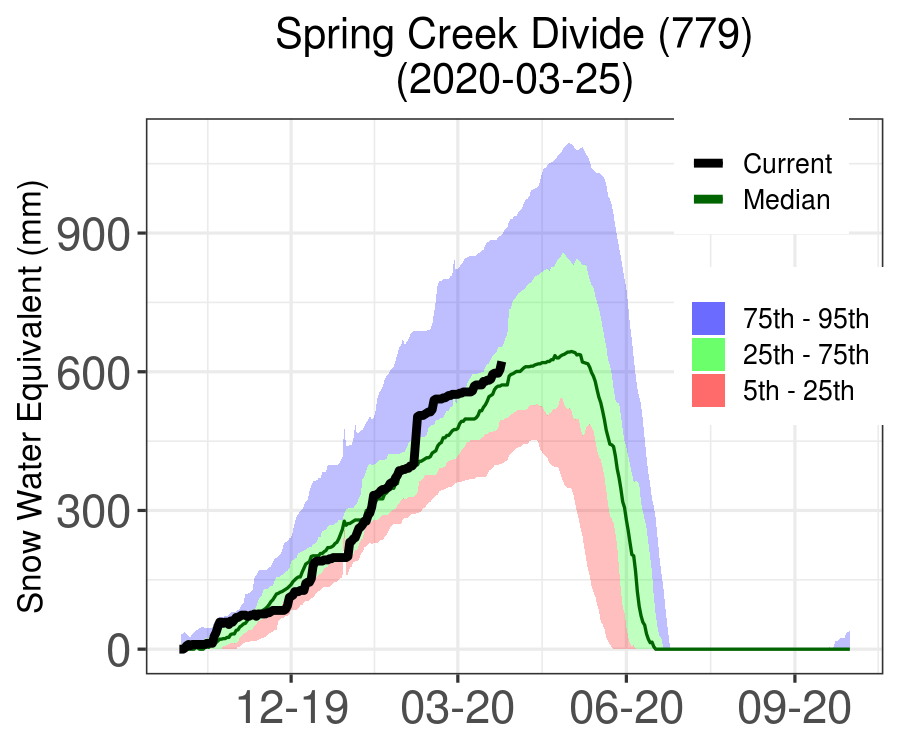 Spring Creek Divide (779)
(2020-03-25)
Snow Water Equivalent (mm)
900
600
300
0
12-19
03-20
06-20
09-20
Current
Median
75th - 95th
25th - 75th
5th - 25th